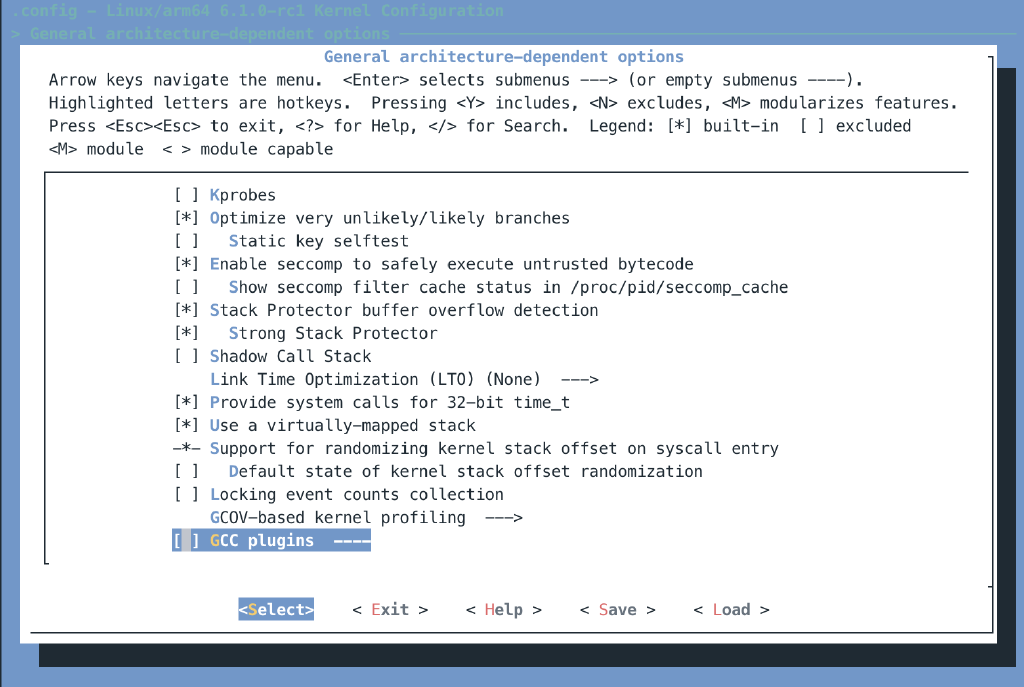 .config - Linux/arm64 6.1.0-rc1 Kernel Configuration
> General architecture-dependent options
General architecture-dependent options
Arrow keys navigate the menu.  <Enter> selects submenus ---> (or empty submenus ----).
Highlighted letters are hotkeys.  Pressing <Y> includes, <N> excludes, <M> modularizes features.
Press <Esc><Esc> to exit, <?> for Help, </> for Search.  Legend: [*] built-in  [ ] excluded
<M> module  < > module capable
[ ] Kprobes
[*] Optimize very unlikely/likely branches
[ ]   Static key selftest
[*] Enable seccomp to safely execute untrusted bytecode
[ ]   Show seccomp filter cache status in /proc/pid/seccomp_cache
[*] Stack Protector buffer overflow detection
[*]   Strong Stack Protector
[ ] Shadow Call Stack
Link Time Optimization (LTO) (None)  --->
[*] Provide system calls for 32-bit time_t
[*] Use a virtually-mapped stack
-*- Support for randomizing kernel stack offset on syscall entry
[ ]   Default state of kernel stack offset randomization
[ ] Locking event counts collection
GCOV-based kernel profiling  --->
[ ] GCC plugins  ----
<Select>    < Exit >    < Help >    < Save >    < Load >